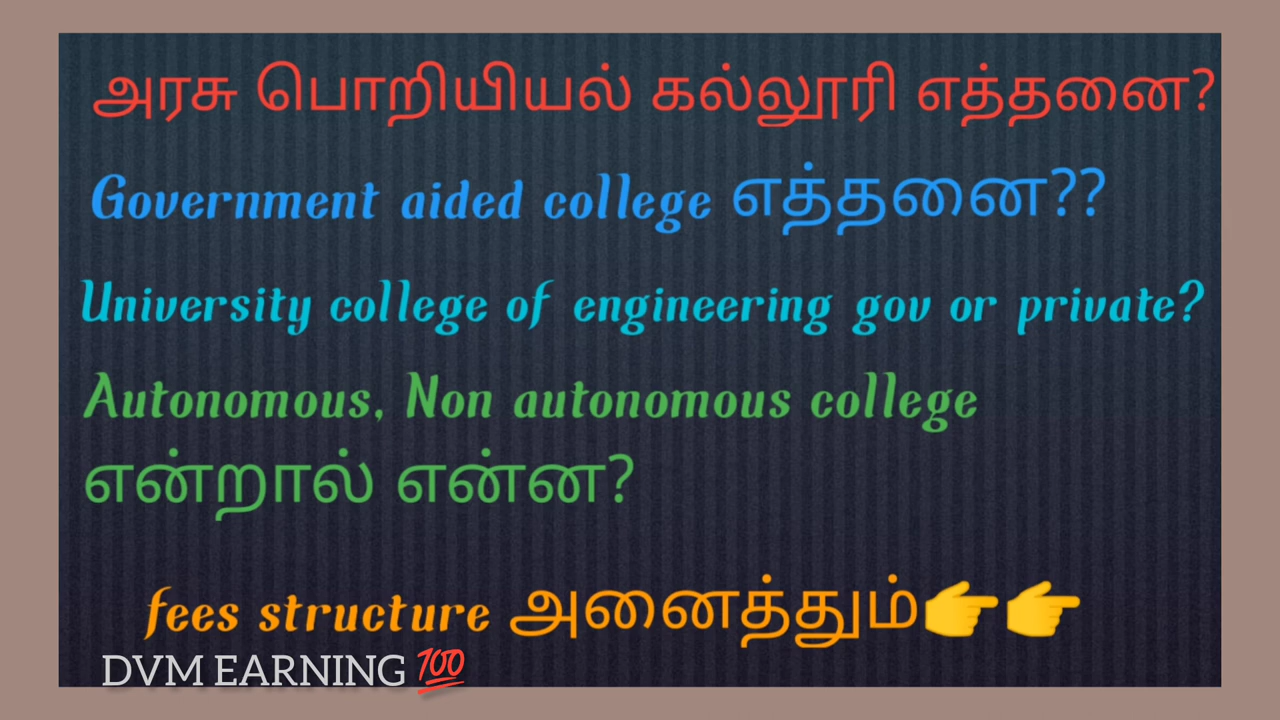 அரசு பொறியியல் கல்லூரி எத்தனை?
Government aided college எத்தனை??
University college of engineering gov or private?
Autonomous, Non autonomous college
என்றால் என்ன?
fees structure அனைத்தும்👉👉
DVM EARNING 💯